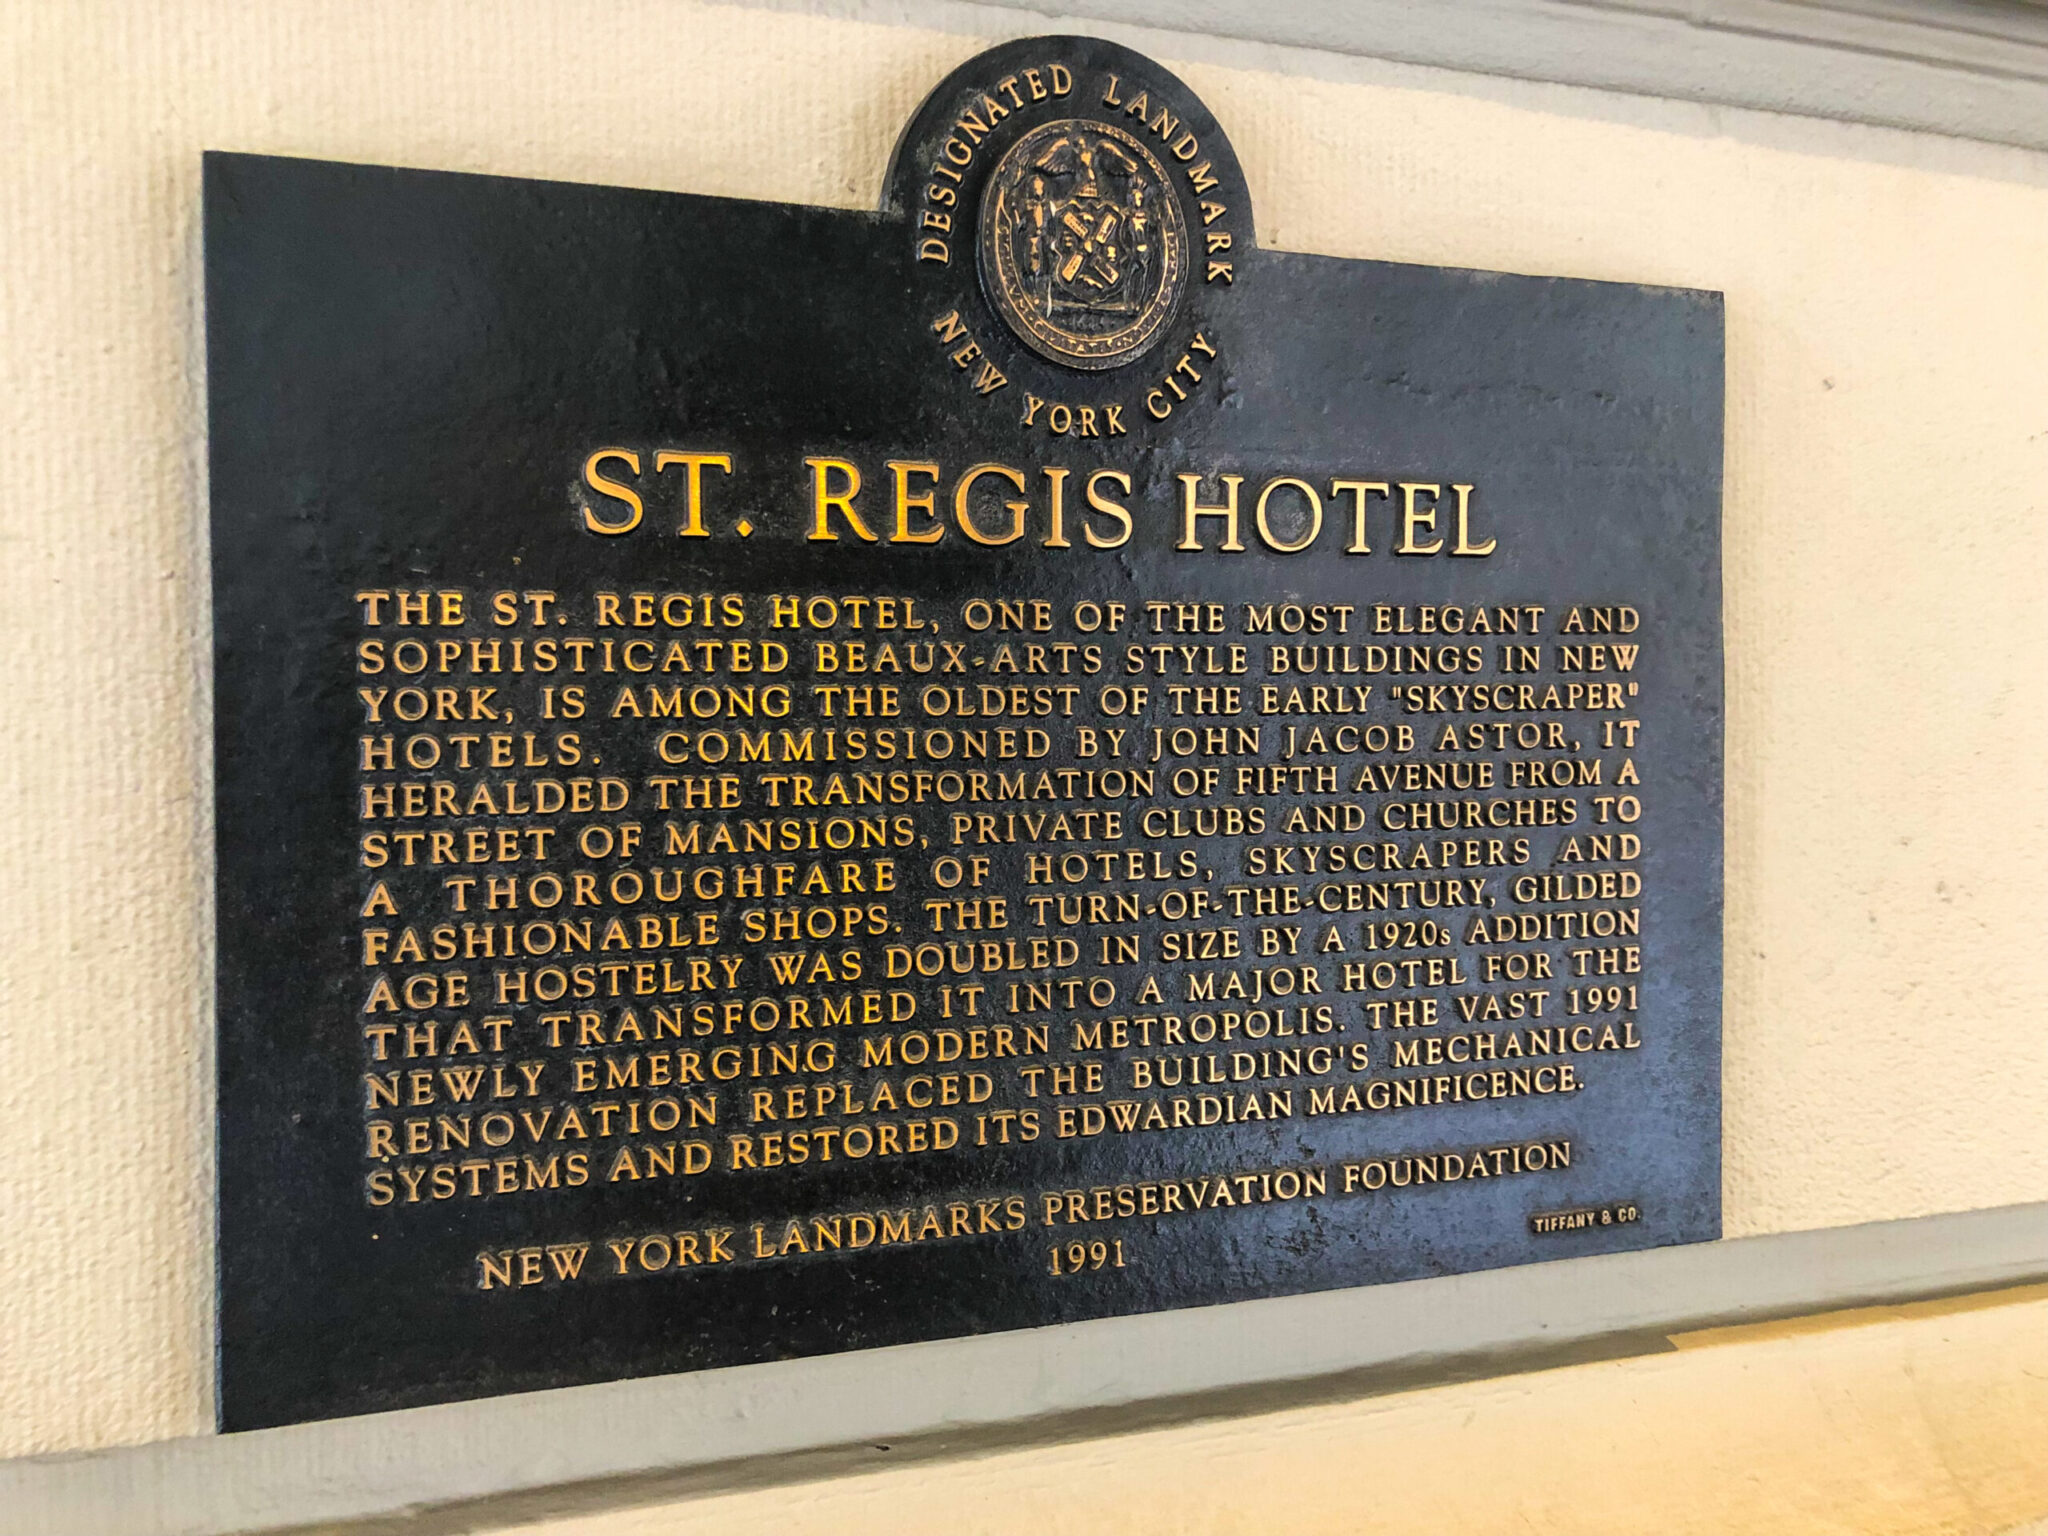 DESIGNATED LANDMARK
NEW YORK CITY
ST. REGIS HOTEL
THE ST. REGIS HOTEL, ONE OF THE MOST ELEGANT AND
SOPHISTICATED BEAUX-ARTS STYLE BUILDINGS IN NEW
YORK, IS AMONG THE OLDEST OF THE EARLY "SKYSCRAPER"
HOTELS. COMMISSIONED BY JOHN JACOB ASTOR, IT
HERALDED THE TRANSFORMATION OF FIFTH AVENUE FROM A
STREET OF MANSIONS, PRIVATE CLUBS AND CHURCHES TO
A THOROUGHFARE OF HOTELS, SKYSCRAPERS AND
FASHIONABLE SHOPS. THE TURN-OF-THE-CENTURY, GILDED
AGE HOSTELRY WAS DOUBLED IN SIZE BY A 1920s ADDITION
THAT TRANSFORMED IT INTO A MAJOR HOTEL FOR THE
NEWLY EMERGING MODERN METROPOLIS. THE VAST 1991
RENOVATION REPLACED THE BUILDING'S MECHANICAL
SYSTEMS AND RESTORED ITS EDWARDIAN MAGNIFICENCE.
NEW YORK LANDMARKS PRESERVATION FOUNDATION
1991
TIFFANY & CO.